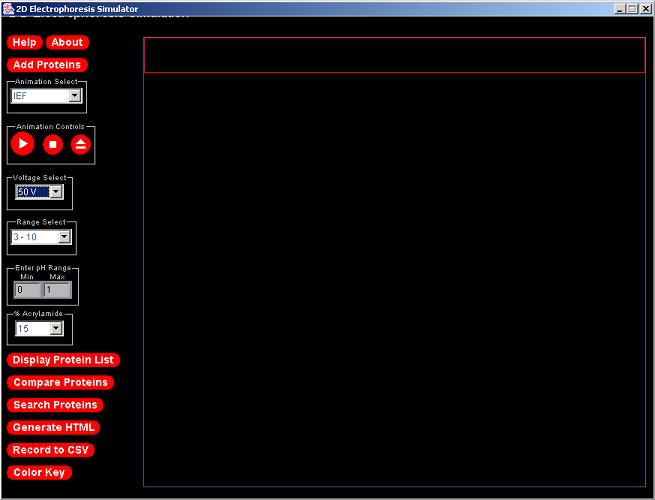 2D Electrophoresis Simulator
Help
About
Add Proteins
Animation Select
IEF
Animation Controls
Voltage Select
50 V
Range Select
3 - 10
Enter pH Range
Min Max
0 1
% Acrylamide
15
Display Protein List
Compare Proteins
Search Proteins
Generate HTML
Record to CSV
Color Key